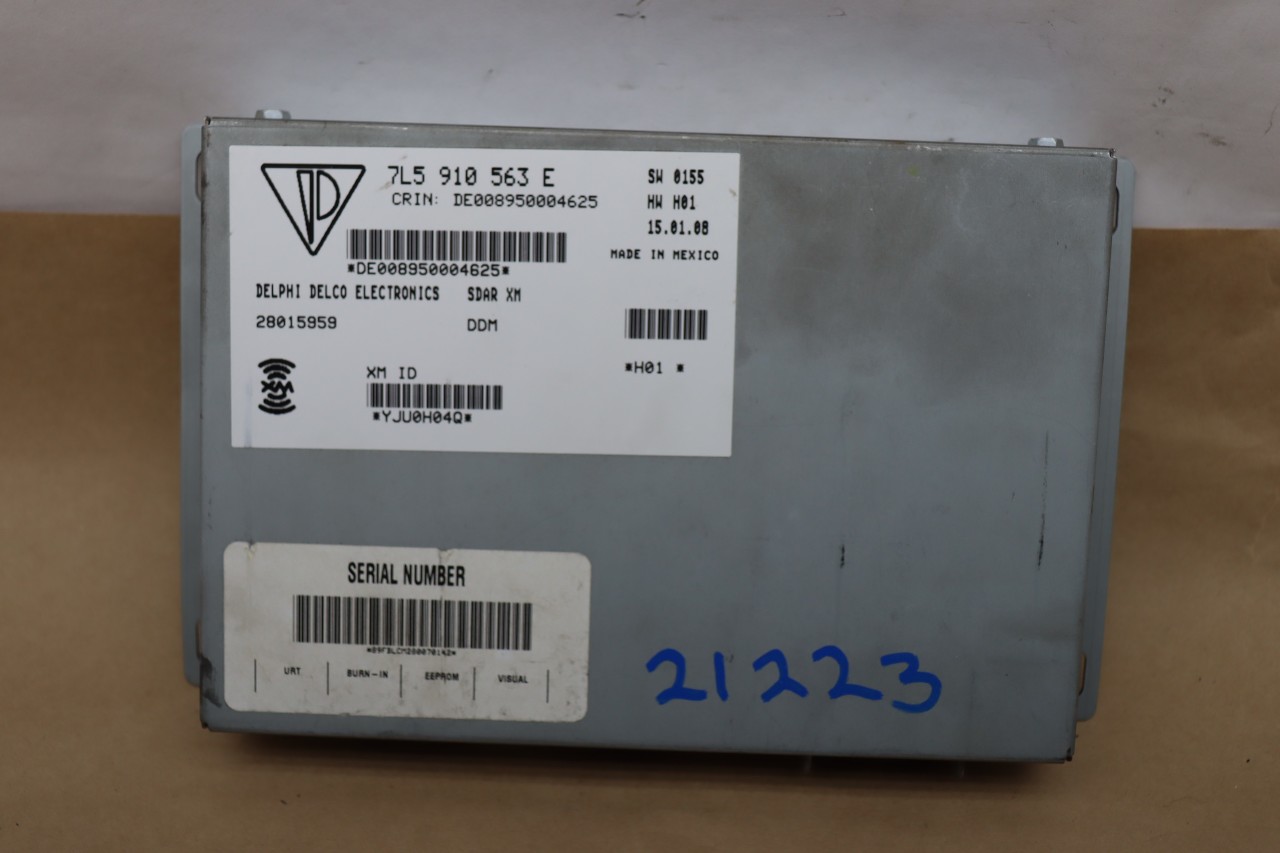 7L5 910 563 E
CRIN: DE008950004625
SW 0155
HW H01
15.01.08
MADE IN MEXICO
*DE008950004625*
DELPHI DELCO ELECTRONICS SDAR XM
28015959 DDM
*H01 *
XM
XM ID
*YJU0H04Q*
SERIAL NUMBER
URT BURN-IN EEPROM VISUAL
21223